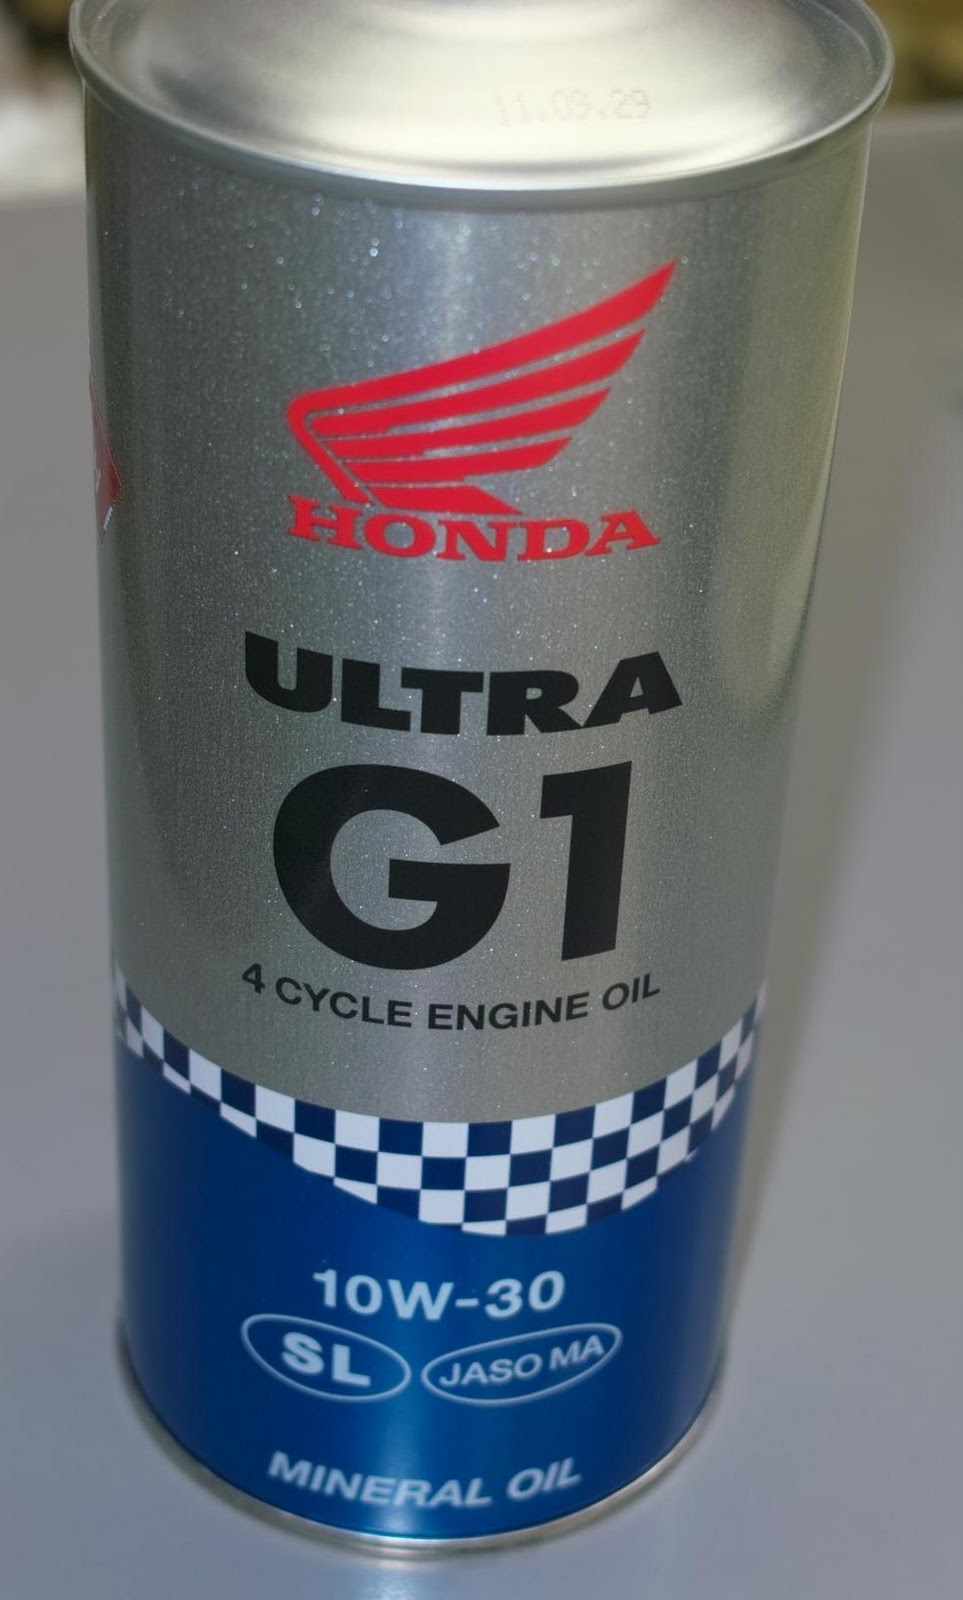 11.09.29
HONDA
ULTRA
G1
4 CYCLE ENGINE OIL
10W-30
SL JASO MA
MINERAL OIL